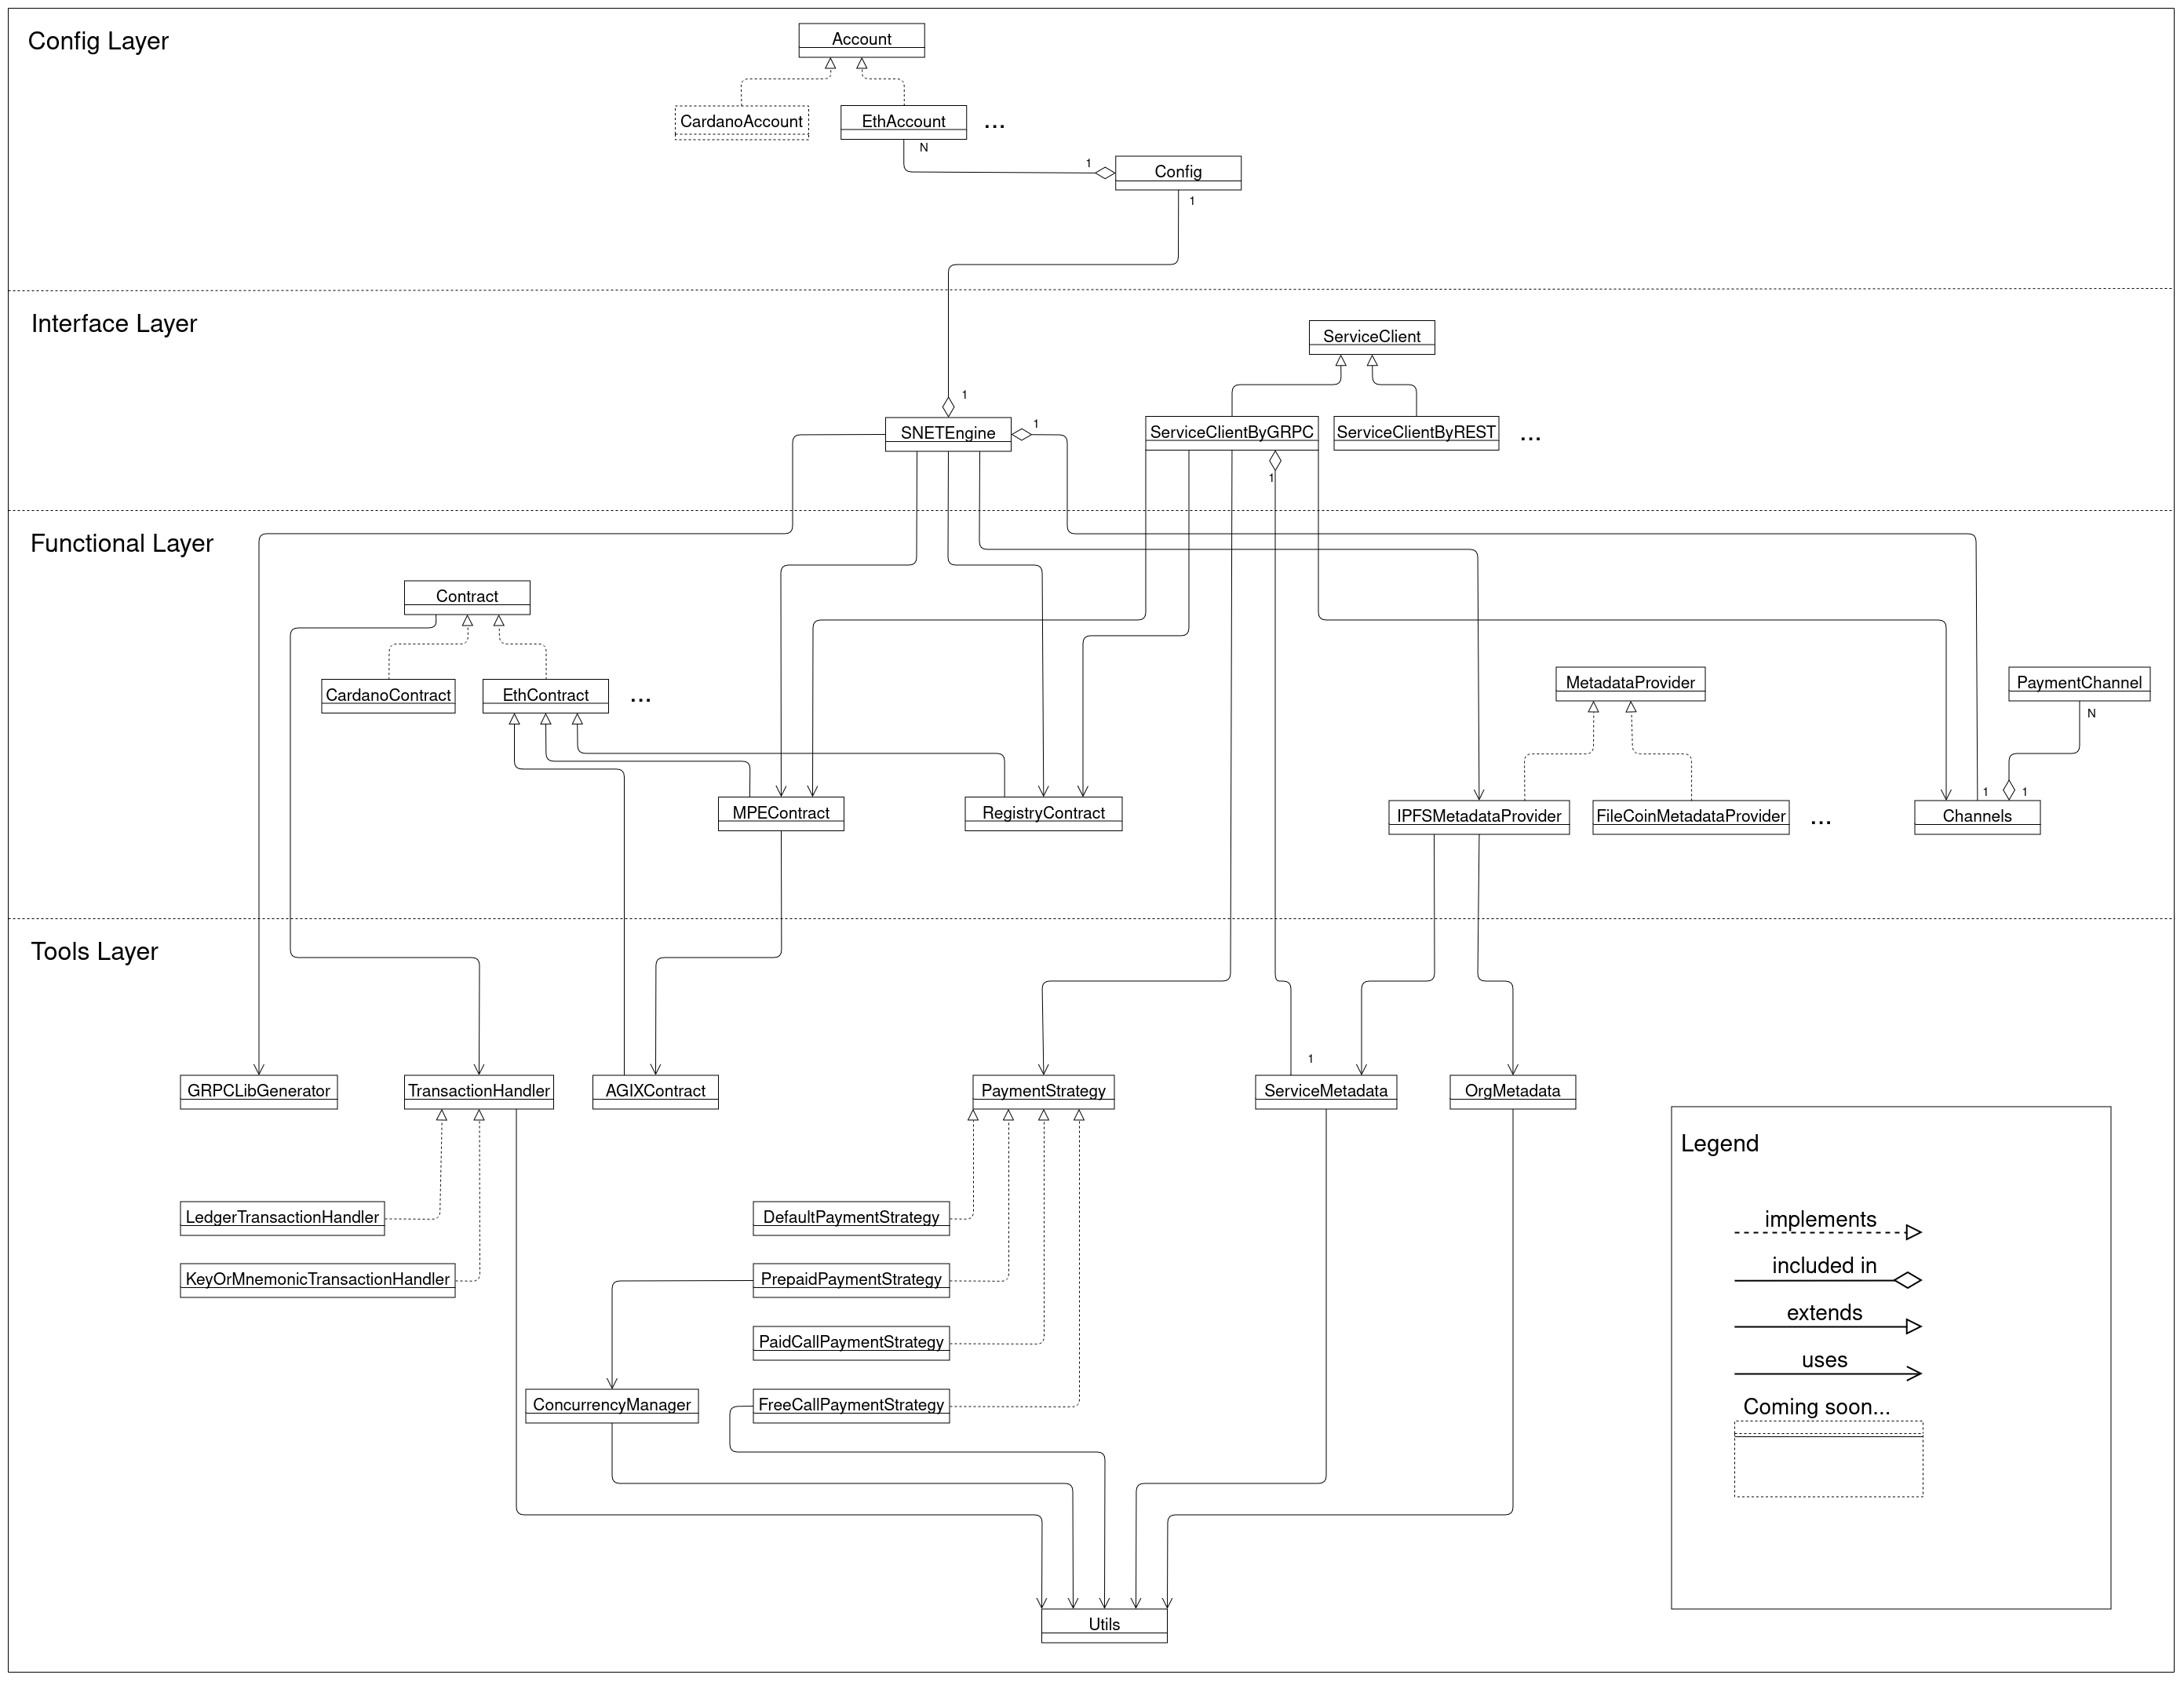 Config Layer
Account
CardanoAccount
EthAccount
...
N
1
Config
1
Interface Layer
ServiceClient
1
SNETEngine
1
ServiceClientByGRPC
ServiceClientByREST
...
1
Functional Layer
Contract
CardanoContract
EthContract
...
MetadataProvider
PaymentChannel
N
MPEContract
RegistryContract
IPFSMetadataProvider
FileCoinMetadataProvider
...
1
1
Channels
Tools Layer
1
GRPCLibGenerator
TransactionHandler
AGIXContract
PaymentStrategy
ServiceMetadata
OrgMetadata
LedgerTransactionHandler
KeyOrMnemonicTransactionHandler
DefaultPaymentStrategy
PrepaidPaymentStrategy
PaidCallPaymentStrategy
ConcurrencyManager
FreeCallPaymentStrategy
Utils
Legend
implements
included in
extends
uses
Coming soon...